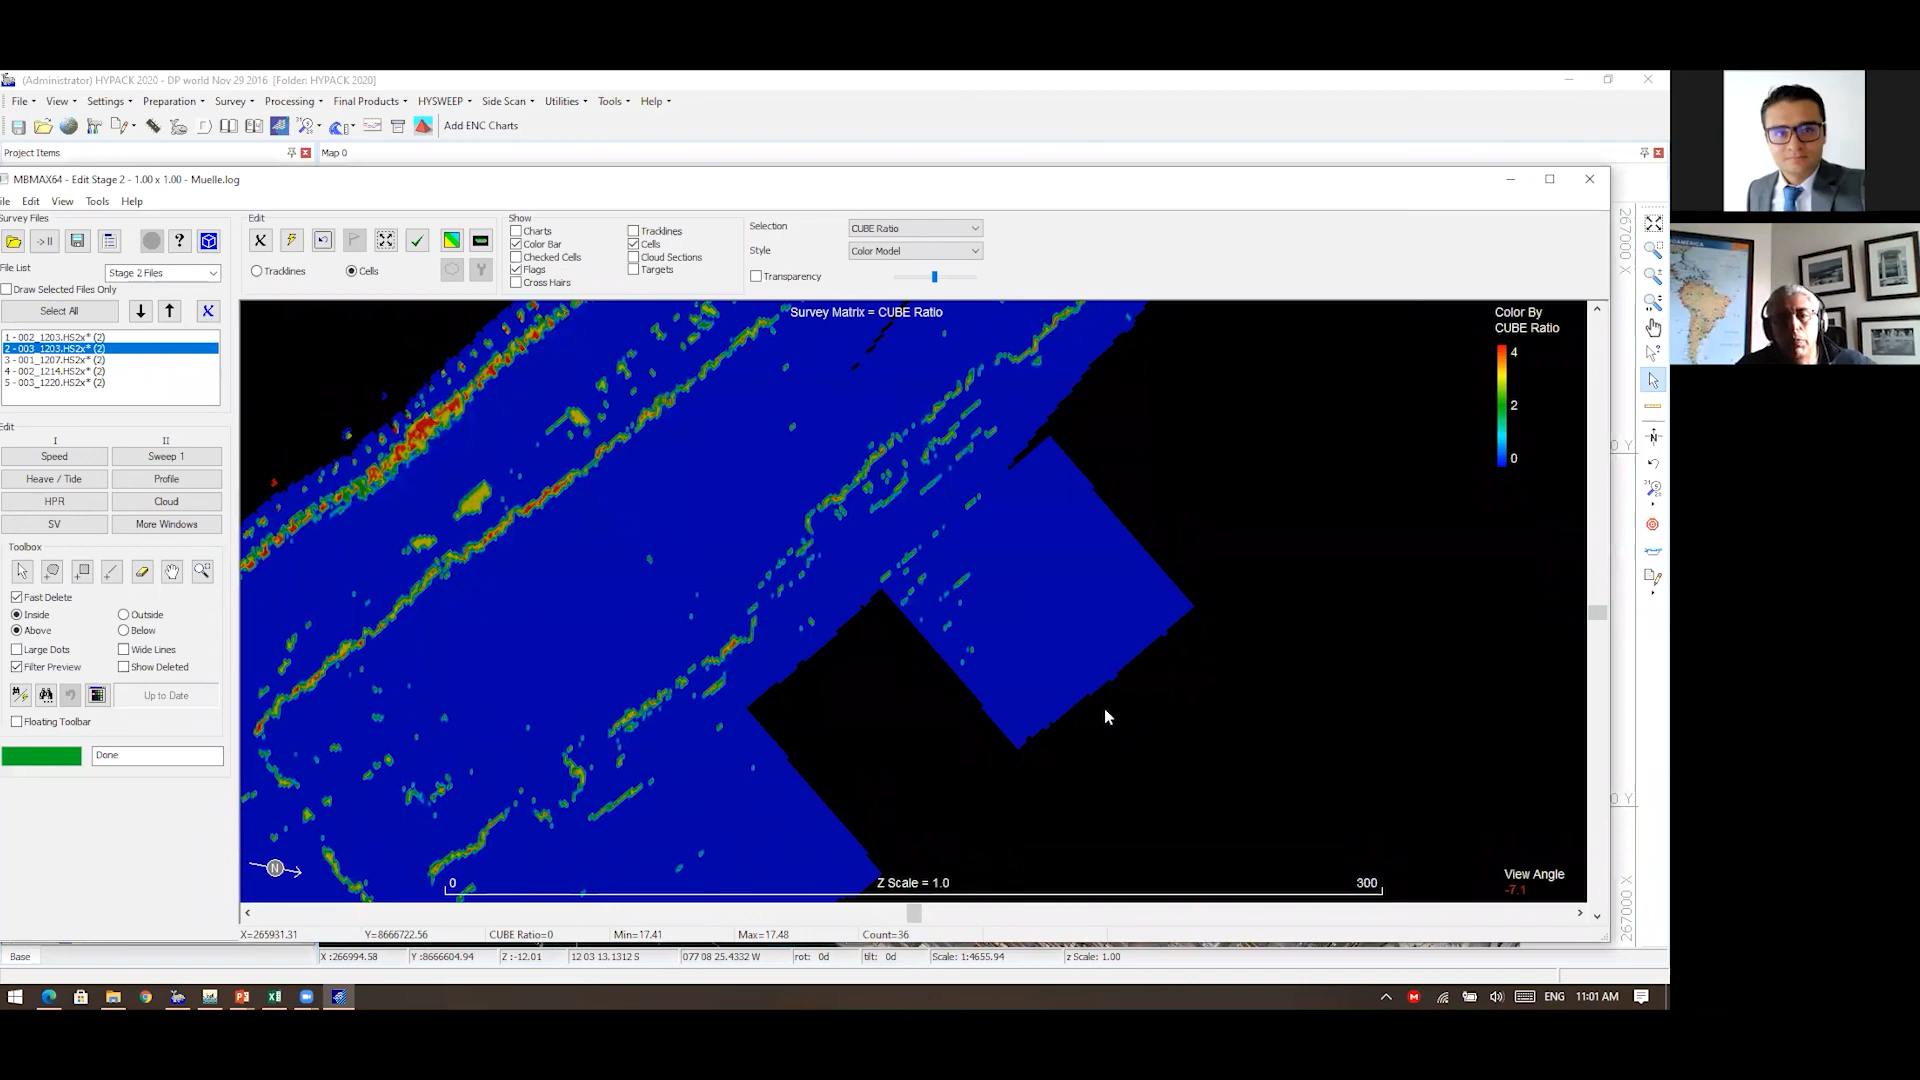 (Administrator) HYPACK 2020 - DP world Nov 29 2016 [Folder: HYPACK 2020]
File View Settings Preparation Survey Processing Final Products HYSWEEP Side Scan Utilities Tools Help
Add ENC Charts
Project Items
Map 0
MBMAX64 - Edit Stage 2 - 1.00 x 1.00 - Muelle.log
ile Edit View Tools Help
Survey Files
File List
Stage 2 Files
Draw Selected Files Only
Select All
1 - 002_1203.HS2x* (2)
2 - 003_1203.HS2x* (2)
3 - 001_1207.HS2x* (2)
4 - 002_1214.HS2x* (2)
5 - 003_1220.HS2x* (2)
Edit
I II
Speed Sweep 1
Heave / Tide Profile
HPR Cloud
SV More Windows
Toolbox
Fast Delete
Inside Outside
Above Below
Large Dots Wide Lines
Filter Preview Show Deleted
Up to Date
Floating Toolbar
Done
Edit
Tracklines Cells
Show
Charts Tracklines
Color Bar Cells
Checked Cells Cloud Sections
Flags Targets
Cross Hairs
Selection CUBE Ratio
Style Color Model
Transparency
Survey Matrix = CUBE Ratio
Color By
CUBE Ratio
4
2
0
N
0 Z Scale = 1.0 300
View Angle
-7.1
X=265931.31 Y=8666722.56 CUBE Ratio=0 Min=17.41 Max=17.48 Count=36
267000 X
0 Y
0 Y
267000 X
AMÉRICA
Base
X :266994.58 Y :8666604.94 Z :-12.01 12 03 13.1312 S 077 08 25.4332 W rot: 0d tilt: 0d Scale: 1:4655.94 z Scale: 1.00
ENG 11:01 AM